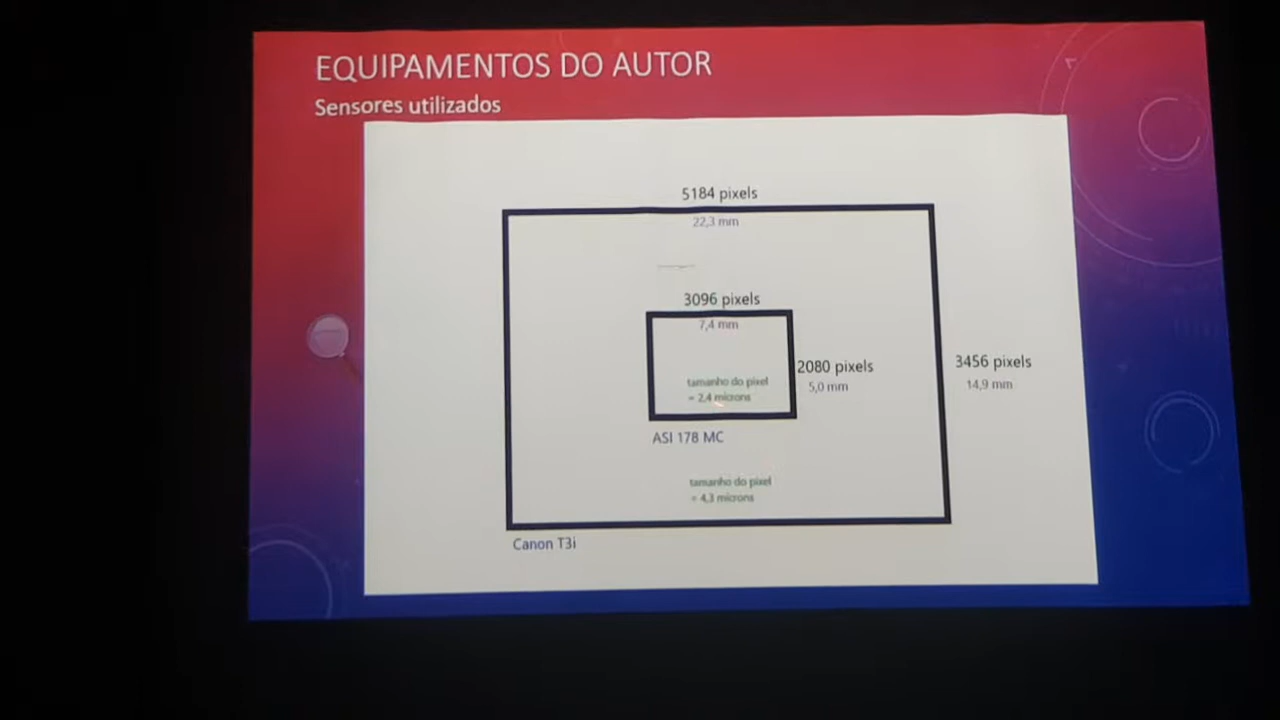 EQUIPAMENTOS DO AUTOR
Sensores utilizados
5184 pixels
22,3 mm
3096 pixels
7,4 mm
2080 pixels
5,0 mm
3456 pixels
14,9 mm
tamanho do pixel
= 2,4 microns
ASI 178 MC
tamanho do pixel
= 4,3 microns
Canon T3i